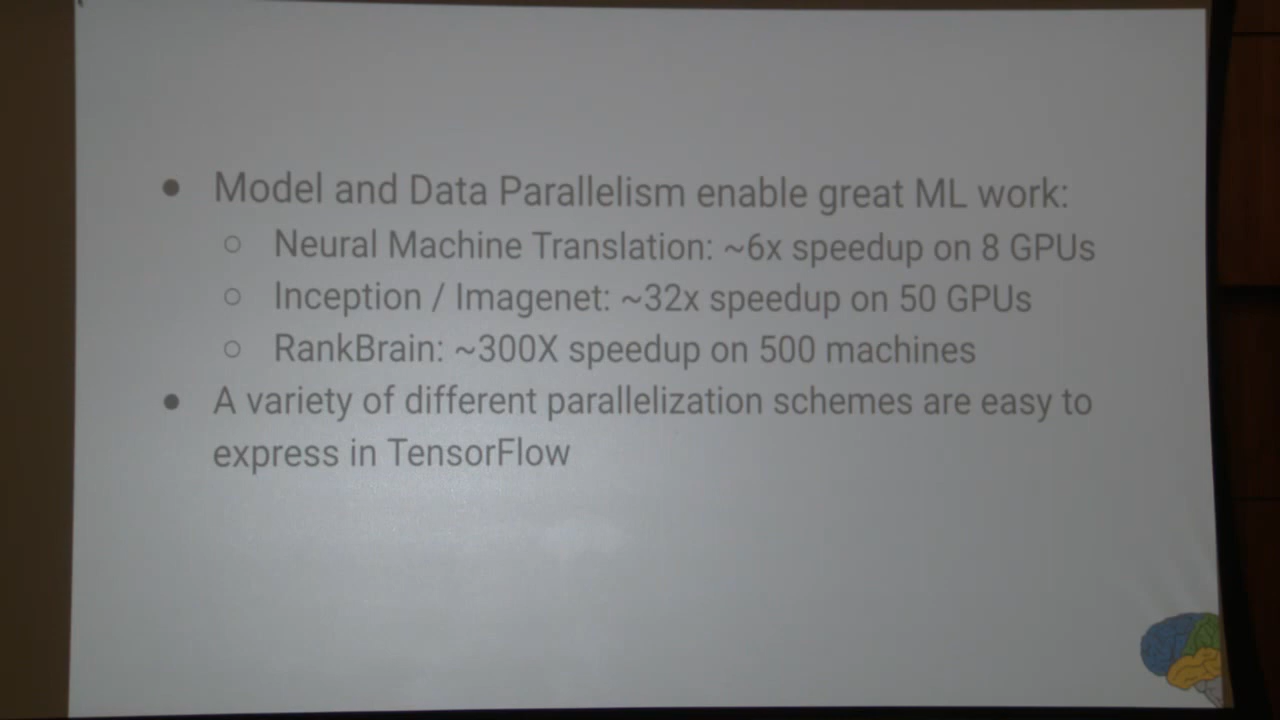 ● Model and Data Parallelism enable great ML work:
○ Neural Machine Translation: ~6x speedup on 8 GPUs
○ Inception / Imagenet: ~32x speedup on 50 GPUs
○ RankBrain: ~300X speedup on 500 machines
● A variety of different parallelization schemes are easy to
express in TensorFlow